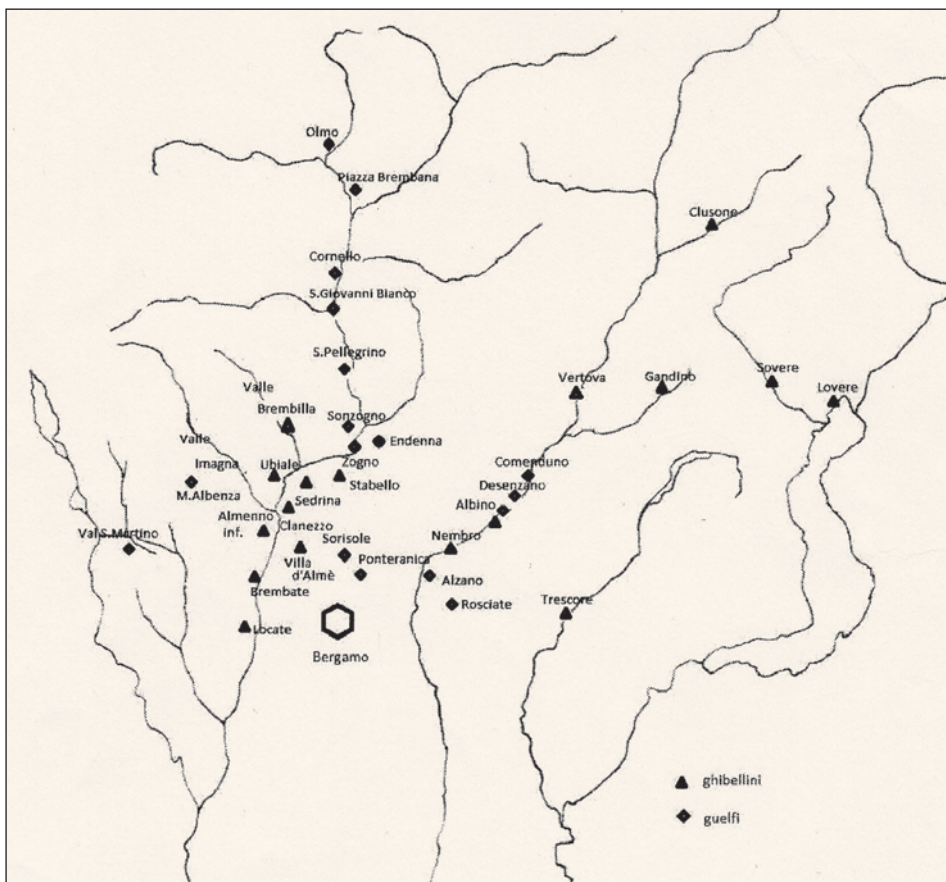 Olmo
Piazza Brembana
Clusone
Cornello
S.Giovanni Bianco
S.Pellegrino
Valle
Brembilla
Vertova
Gandino
Sovere
Lovere
Sonzogno
Endenna
Valle
Imagna
M.Albenza
Ubiale
Zogno
Stabello
Comenduno
Desenzano
Albino
Sedrina
Almenno
inf.
Clanezzo
Val S.Martino
Sorisole
Ponteranica
Nembro
Villa
d'Almè
Brembate
Alzano
Rosciate
Trescore
Locate
Bergamo
ghibellini
guelfi